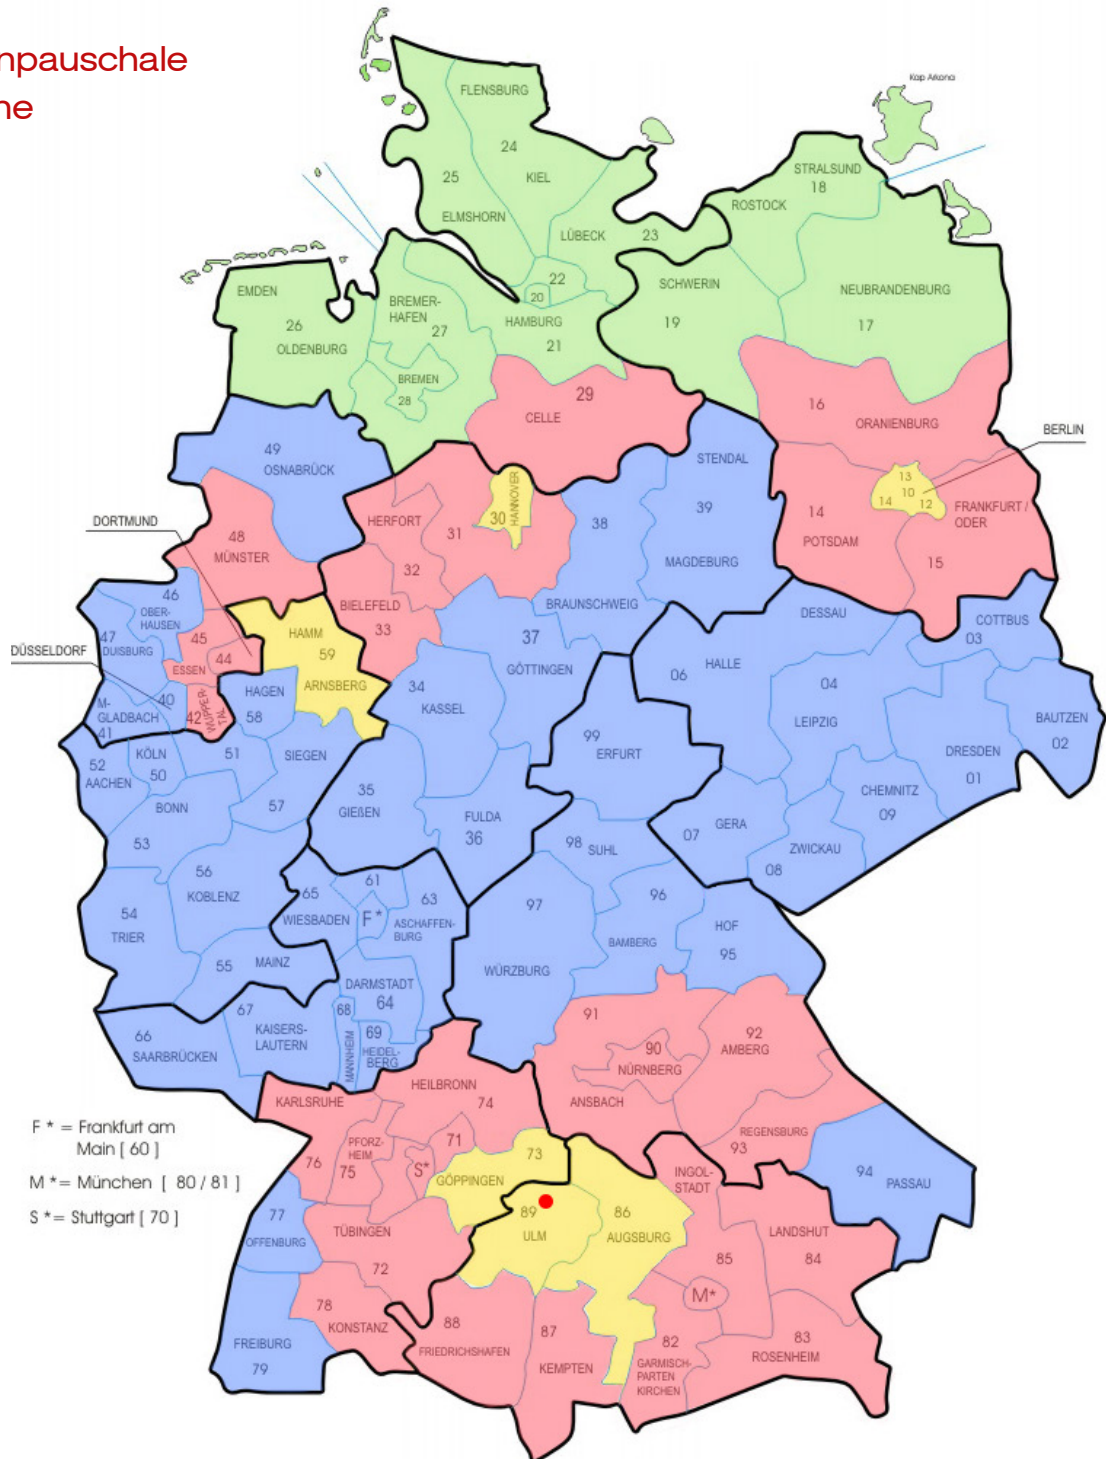 npauschale
ne
Kap Arkona
FLENSBURG
24
KIEL
25
ELMSHORN
LÜBECK
23
STRALSUND
18
ROSTOCK
22
20
HAMBURG
21
SCHWERIN
19
NEUBRANDENBURG
17
EMDEN
26
OLDENBURG
BREMER-
HAFEN
27
BREMEN
28
29
CELLE
16
ORANIENBURG
BERLIN
49
OSNABRÜCK
STENDAL
39
MAGDEBURG
13
10
14
12
14
POTSDAM
FRANKFURT /
ODER
15
30
HANNOVER
31
HERFORT
32
38
DORTMUND
48
MÜNSTER
BIELEFELD
33
BRAUNSCHWEIG
37
GÖTTINGEN
46
OBER-
HAUSEN
47
DUISBURG
45
ESSEN
44
HAMM
59
ARNSBERG
DÜSSELDORF
M-
GLADBACH
41
40
42
WUPPER-
TAL
HAGEN
58
34
KASSEL
DESSAU
COTTBUS
03
06
HALLE
04
LEIPZIG
BAUTZEN
02
DRESDEN
01
CHEMNITZ
09
99
ERFURT
52
AACHEN
KÖLN
50
51
SIEGEN
57
BONN
53
35
GIEßEN
FULDA
36
07
GERA
ZWICKAU
08
98
SUHL
56
KOBLENZ
54
TRIER
55
MAINZ
65
WIESBADEN
61
F *
63
ASCHAFFEN-
BURG
97
WÜRZBURG
96
BAMBERG
HOF
95
DARMSTADT
64
66
SAARBRÜCKEN
67
KAISERS-
LAUTERN
68
MANNHEIM
69
HEIDEL-
BERG
91
90
NÜRNBERG
ANSBACH
92
AMBERG
REGENSBURG
93
HEILBRONN
74
KARLSRUHE
76
PFORZ-
HEIM
75
71
S*
73
GÖPPINGEN
94
PASSAU
F * = Frankfurt am
Main [ 60 ]
M *= München [ 80 / 81 ]
S *= Stuttgart [ 70 ]
INGOL-
STADT
85
M*
LANDSHUT
84
77
OFFENBURG
TÜBINGEN
72
89
ULM
86
AUGSBURG
78
KONSTANZ
FREIBURG
79
88
FRIEDRICHSHAFEN
87
KEMPTEN
82
GARMISCH-
PARTEN
KIRCHEN
83
ROSENHEIM